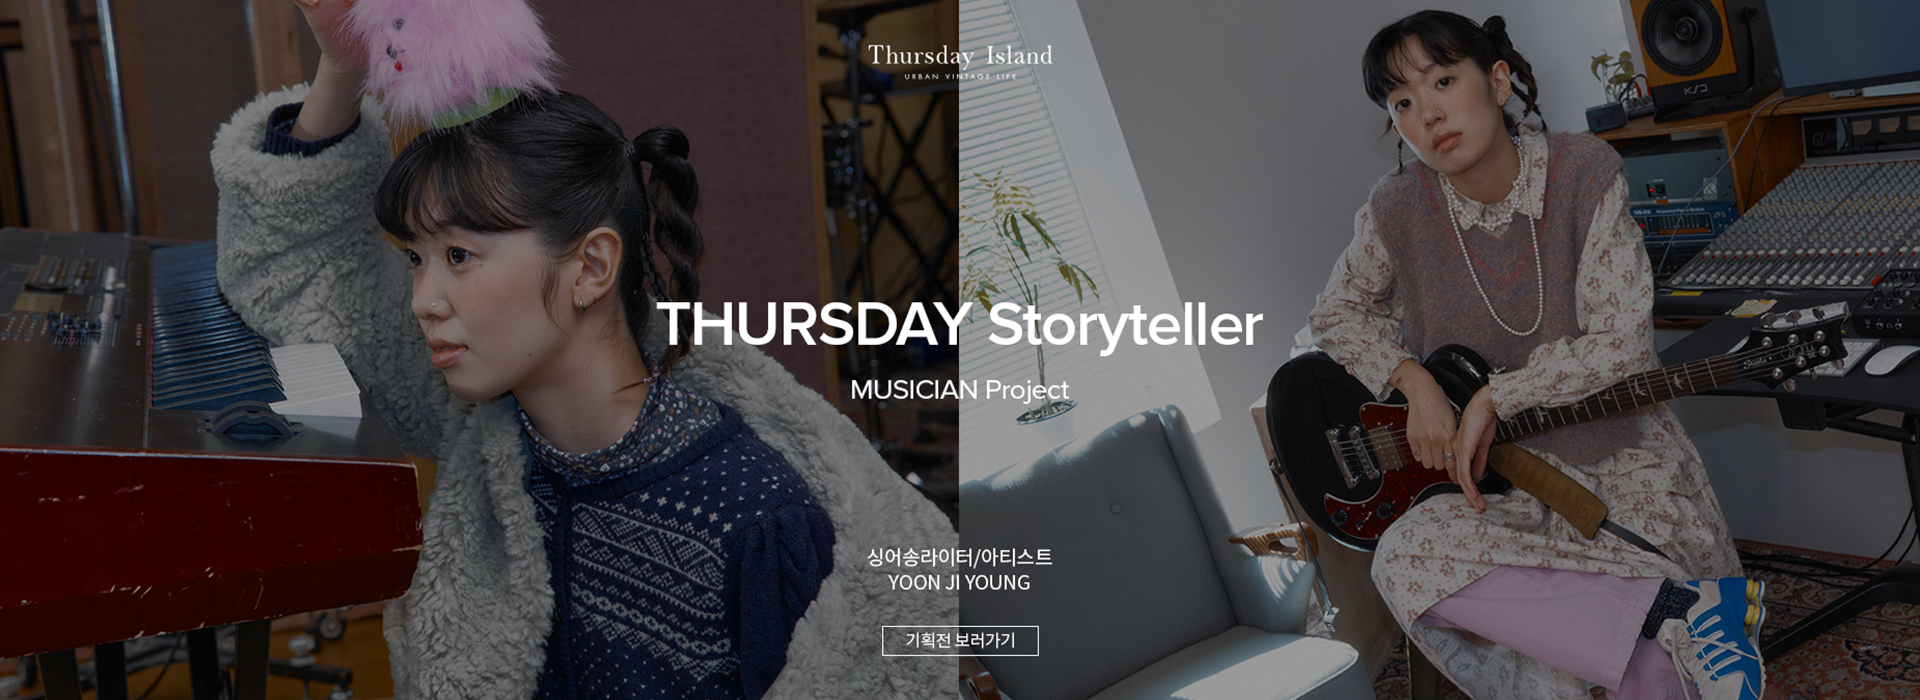 Thursday Island
URBAN VINTAGE LIFE
THURSDAY Storyteller
MUSICIAN Project
싱어송라이터/아티스트
YOON JI YOUNG
기획전 보러가기
KSD